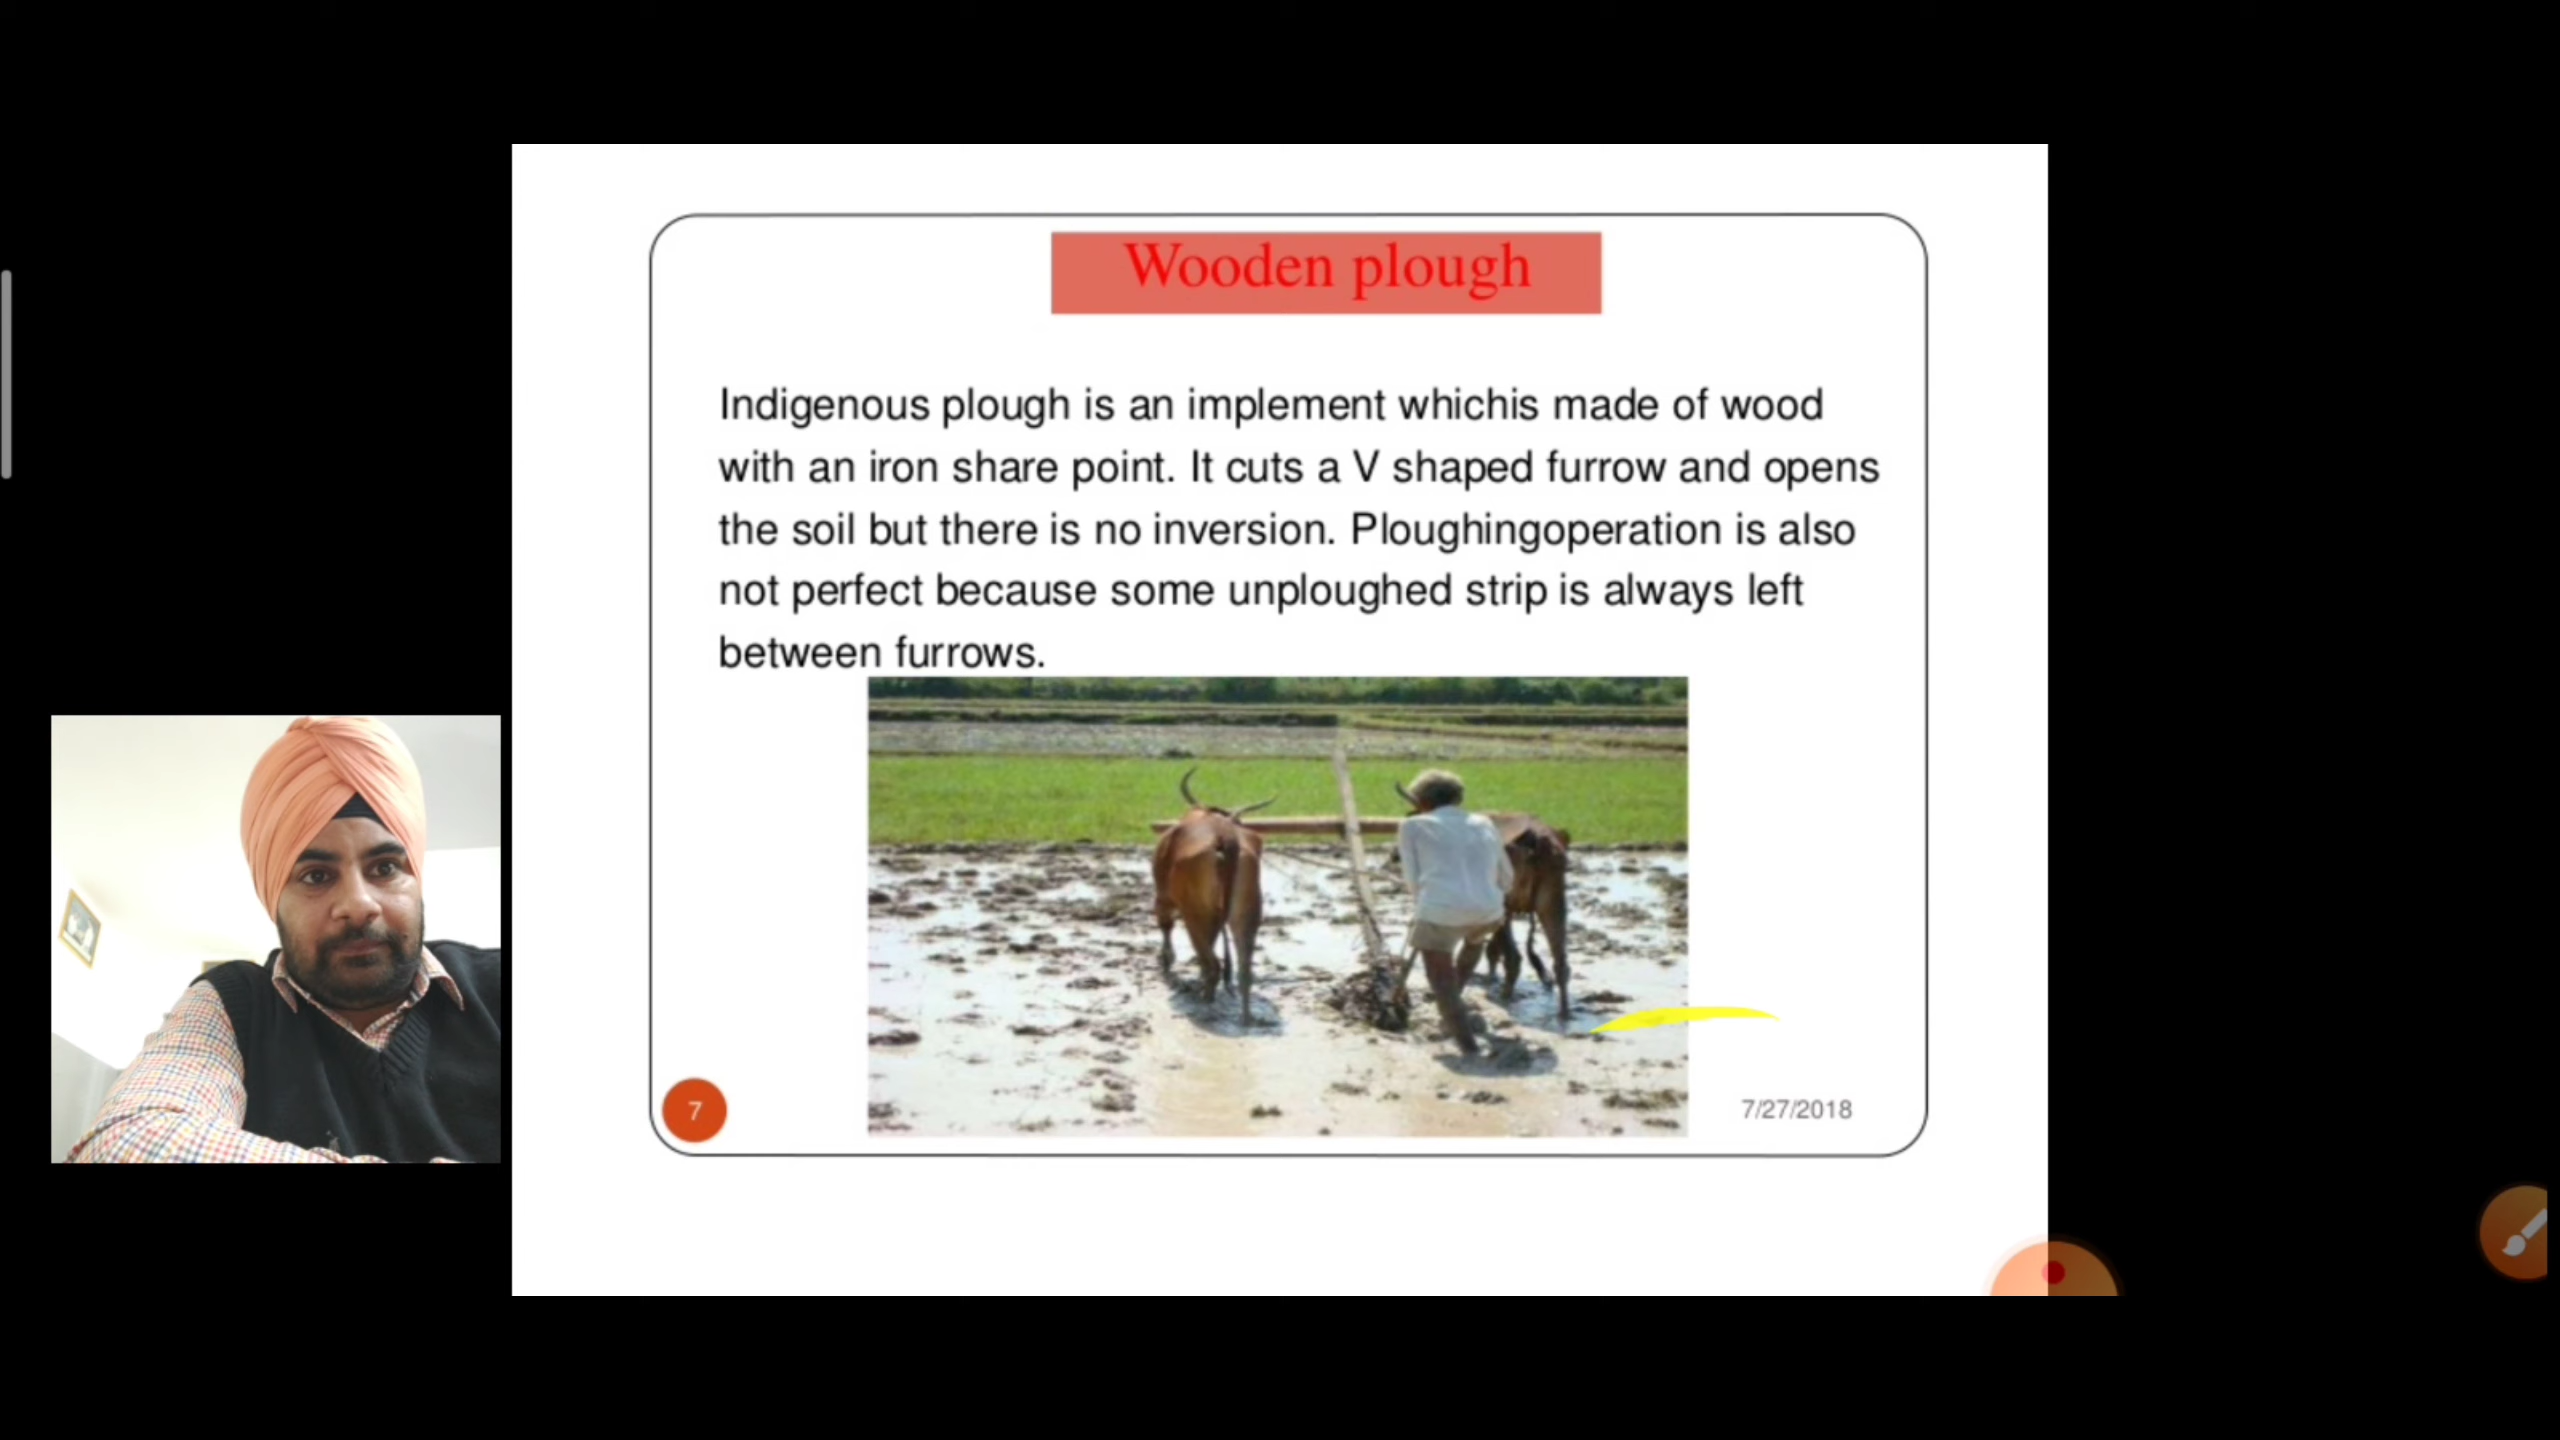 Wooden plough
Indigenous plough is an implement whichis made of wood
with an iron share point. It cuts a V shaped furrow and opens
the soil but there is no inversion. Ploughingoperation is also
not perfect because some unploughed strip is always left
between furrows.
7
7/27/2018